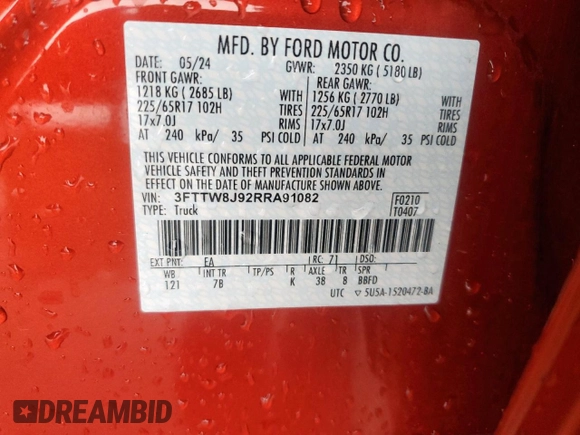 MFD. BY FORD MOTOR CO.
DATE: 05/24 GVWR: 2350 KG ( 5180 LB)
FRONT GAWR: REAR GAWR:
1218 KG ( 2685 LB) WITH 1256 KG ( 2770 LB) WITH
225/65R17 102H TIRES 225/65R17 102H TIRES
17x7.0J RIMS 17x7.0J RIMS
AT 240 kPa/ 35 PSI COLD AT 240 kPa/ 35 PSI COLD
THIS VEHICLE CONFORMS TO ALL APPLICABLE FEDERAL MOTOR
VEHICLE SAFETY AND THEFT PREVENTION STANDARDS IN
EFFECT ON THE DATE OF MANUFACTURE SHOWN ABOVE.
VIN: 3FTTW8J92RRA91082 F0210
TYPE: Truck T0407
EXT PNT: EA RC: 71 DSO:
WB INT TR TP/PS R AXLE TR SPR
121 7B K 38 8 BBFD
UTC ▽ 5U5A-1520472-BA
DREAMBID